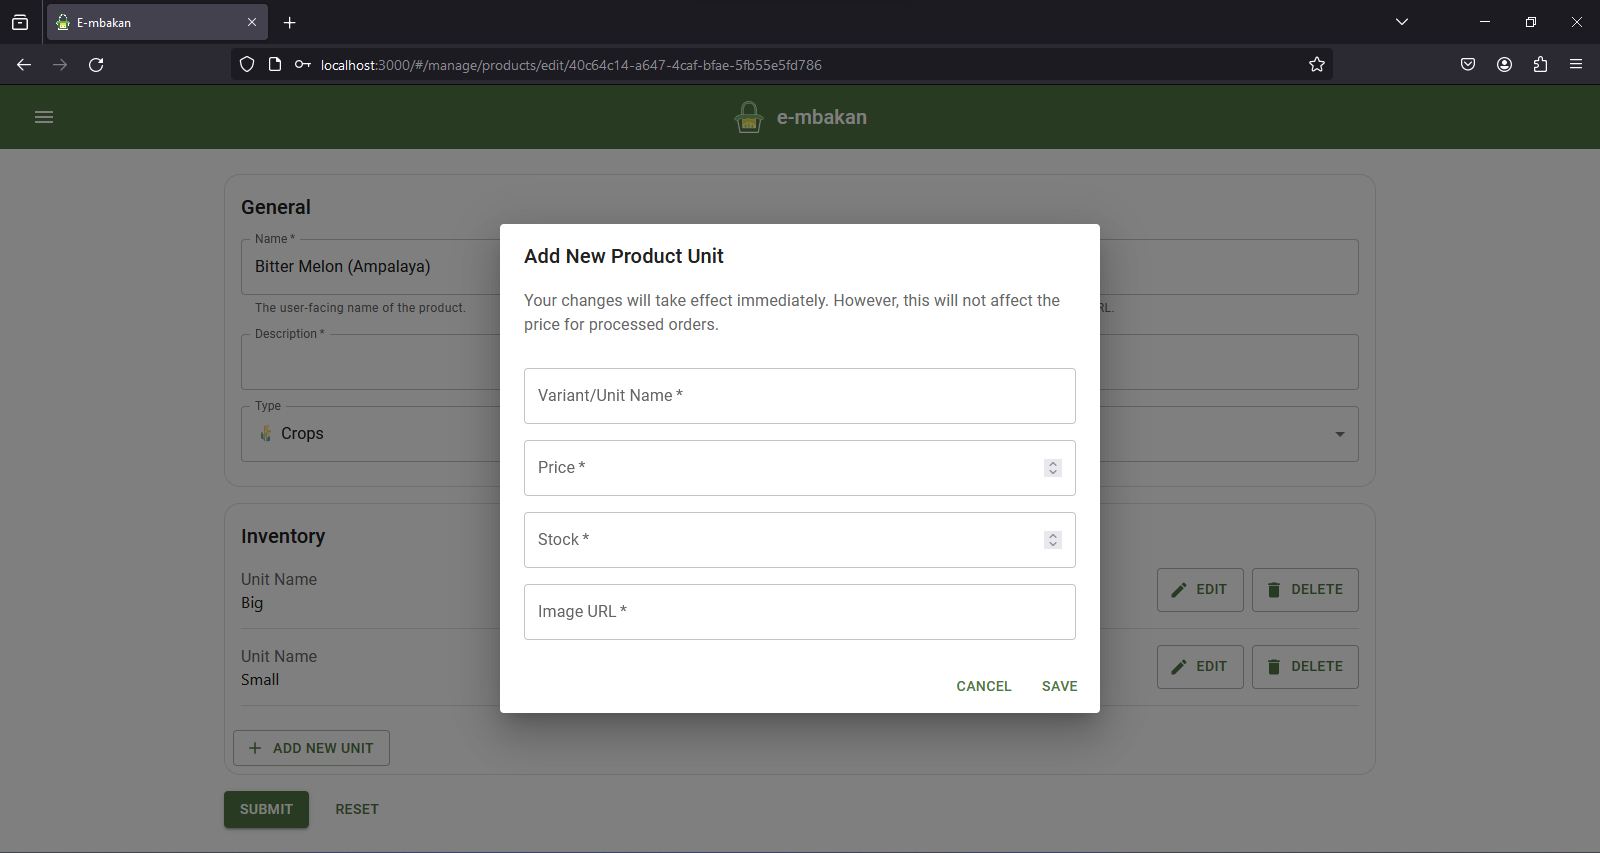 E-mbakan
localhost:3000/#/manage/products/edit/40c64c14-a647-4caf-bfae-5fb55e5fd786
e-mbakan
General
Name *
Bitter Melon (Ampalaya)
The user-facing name of the product.
RL.
Description *
Type
Crops
Add New Product Unit
Your changes will take effect immediately. However, this will not affect the
price for processed orders.
Variant/Unit Name *
Price *
Stock *
Image URL *
CANCEL SAVE
Inventory
Unit Name
Big
EDIT DELETE
Unit Name
Small
EDIT DELETE
ADD NEW UNIT
SUBMIT RESET